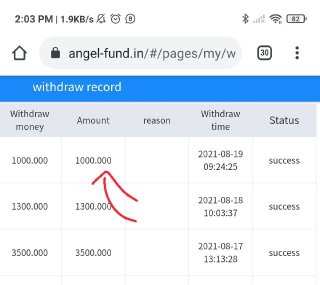 2:03 PM | 1.9KB/s
82
angel-fund.in/#/pages/my/w
30
withdraw record
Withdraw money Amount reason Withdraw time Status
1000.000 1000.000 2021-08-19 09:24:25 success
1300.000 1300.000 2021-08-18 10:03:37 success
3500.000 3500.000 2021-08-17 13:13:28 success